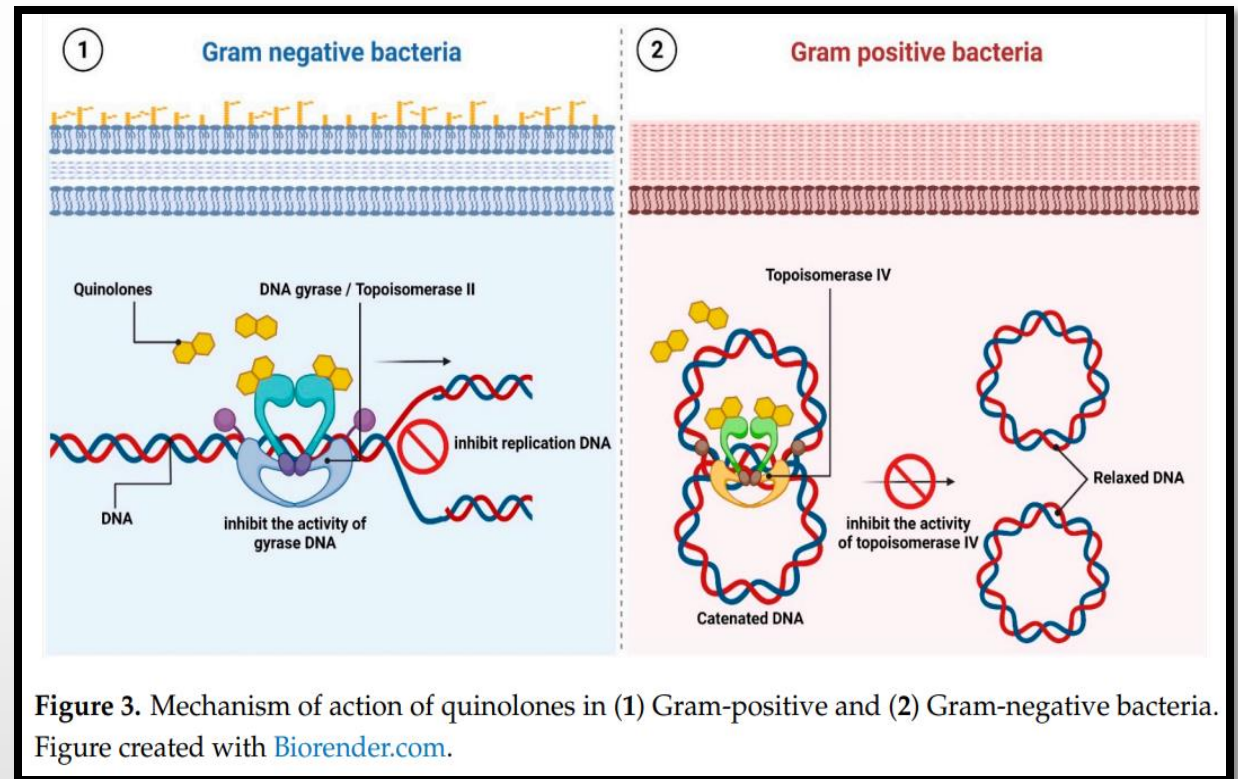 1
Gram negative bacteria
Quinolones
DNA gyrase / Topoisomerase II
inhibit replication DNA
DNA
inhibit the activity of
gyrase DNA
2
Gram positive bacteria
Topoisomerase IV
inhibit the activity
of topoisomerase IV
Relaxed DNA
Catenated DNA
Figure 3. Mechanism of action of quinolones in (1) Gram-positive and (2) Gram-negative bacteria.
Figure created with Biorender.com.